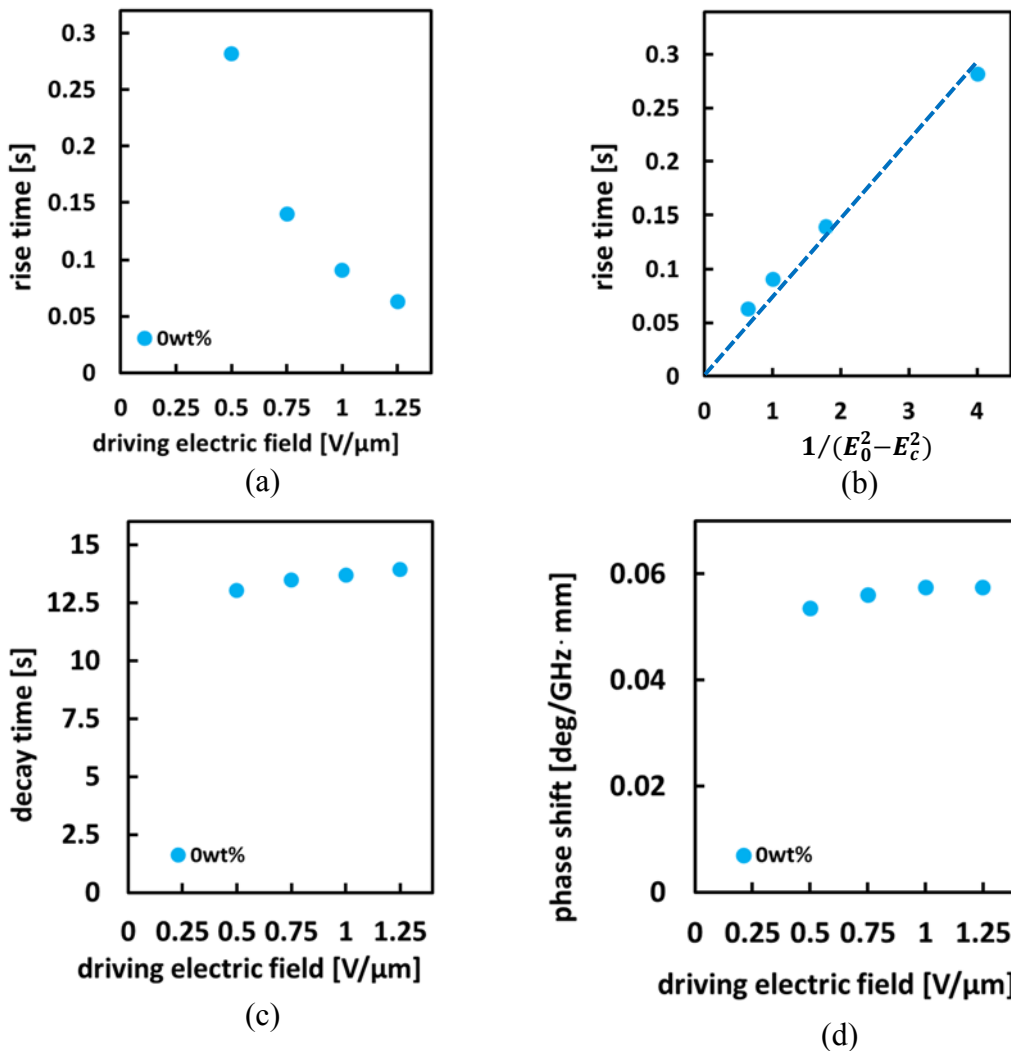 0.3
0.25
0.2
0.15
0.1
0.05
0
rise time [s]
0wt%
0 0.25 0.5 0.75 1 1.25
driving electric field [V/μm]
(a)
0.3
0.25
0.2
0.15
0.1
0.05
0
rise time [s]
0 1 2 3 4
1/(E₀²−E_c²)
(b)
15
12.5
10
7.5
5
2.5
0
decay time [s]
0wt%
0 0.25 0.5 0.75 1 1.25
driving electric field [V/μm]
(c)
0.06
0.04
0.02
0
phase shift [deg/GHz·mm]
0wt%
0 0.25 0.5 0.75 1 1.25
driving electric field [V/μm]
(d)